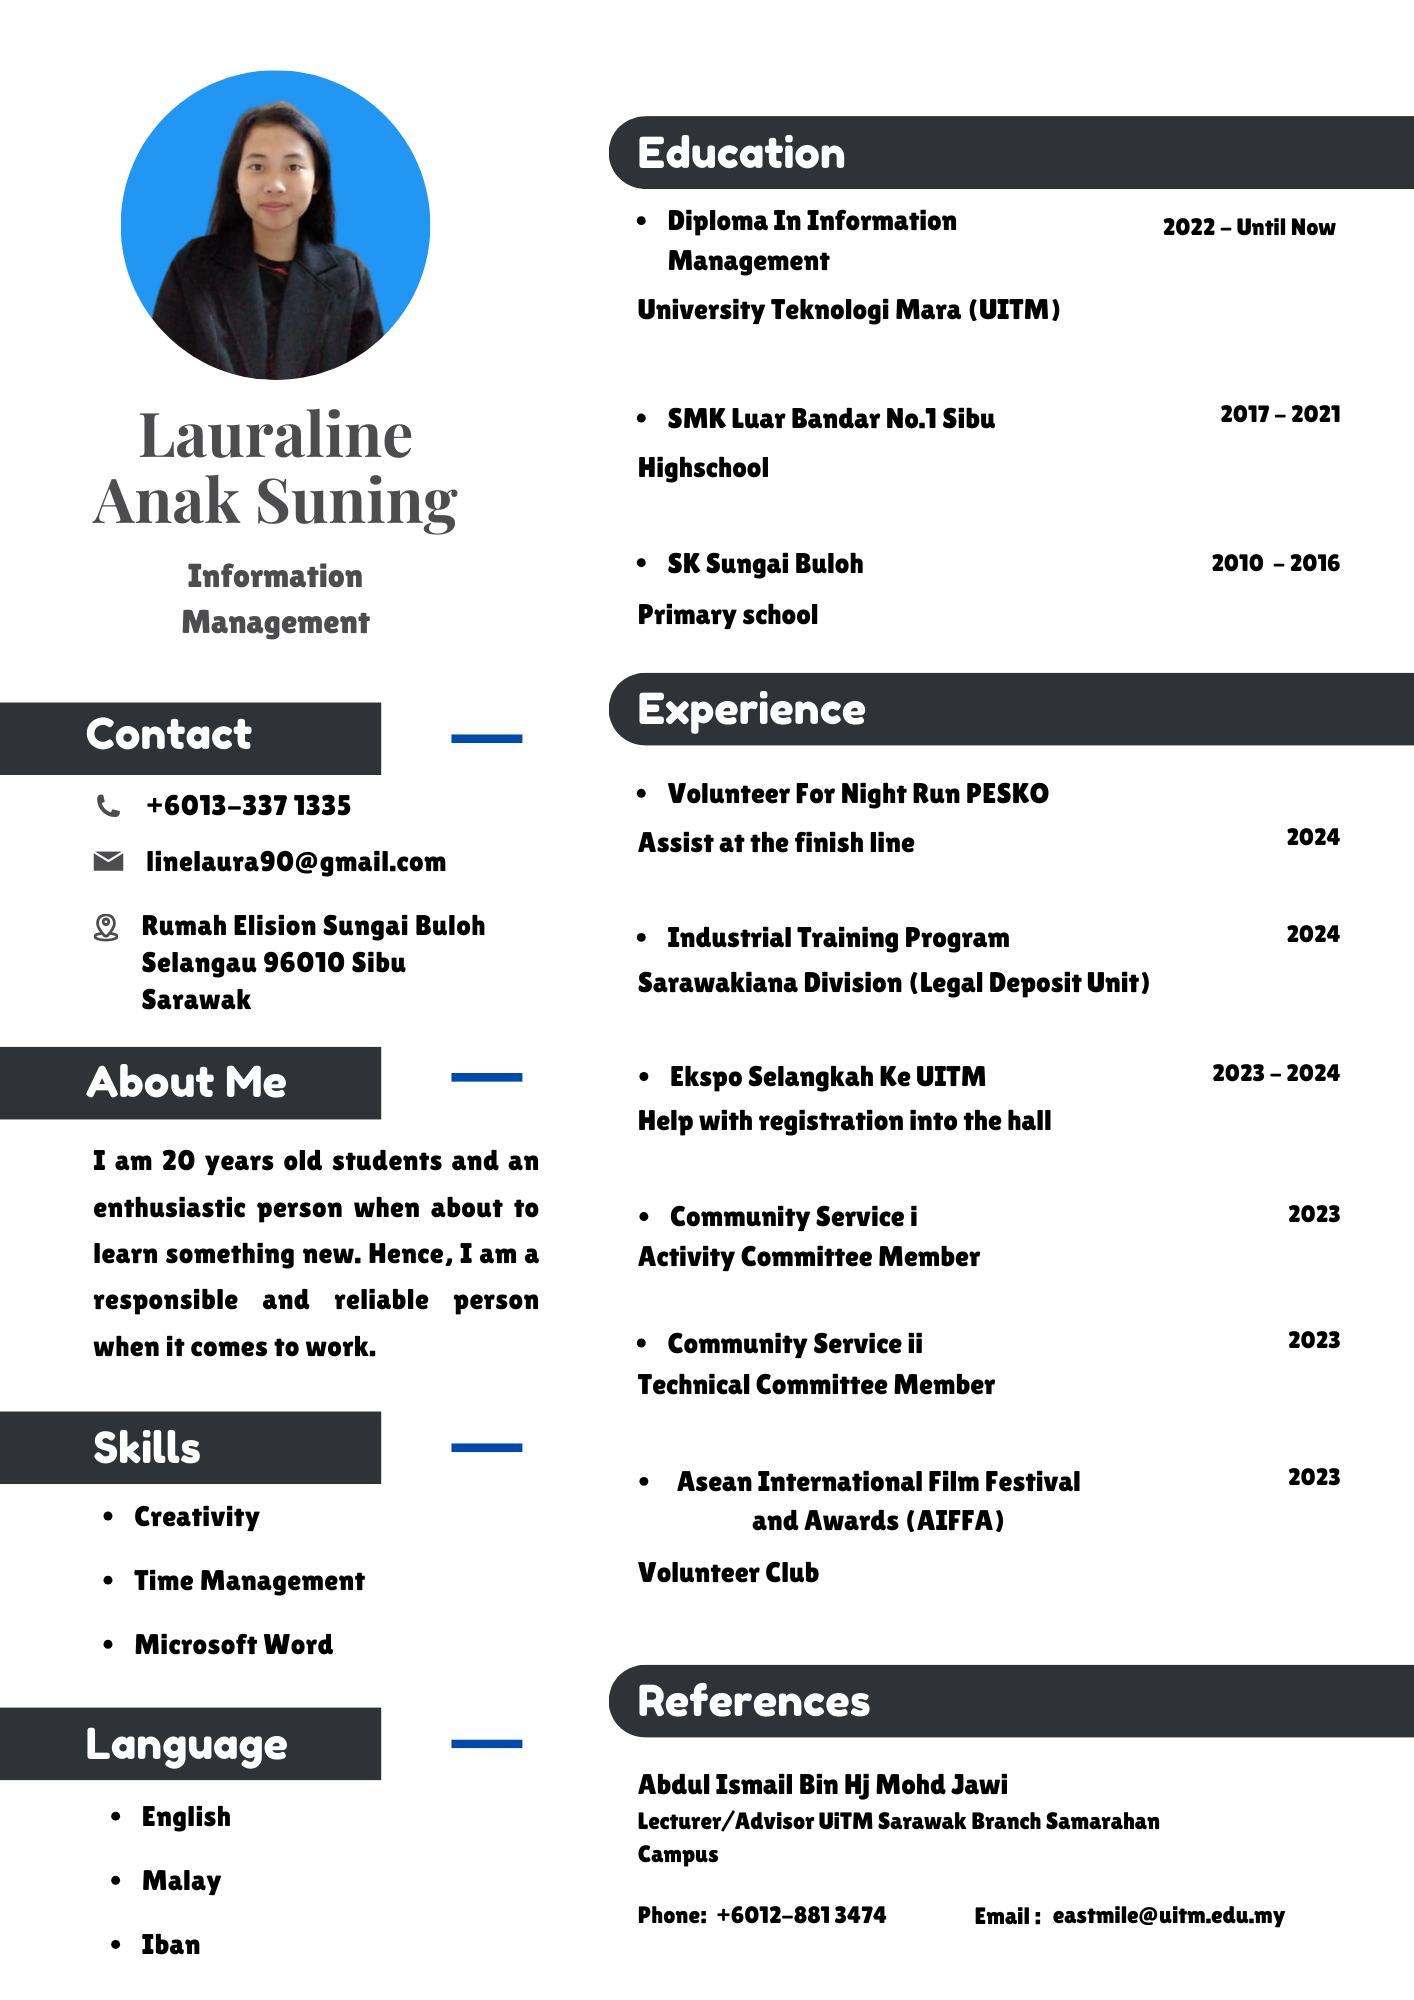 Lauraline
Anak Suning
Information
Management
Contact
+6013-337 1335
linelaura90@gmail.com
Rumah Elision Sungai Buloh
Selangau 96010 Sibu
Sarawak
About Me
I am 20 years old students and an
enthusiastic person when about to
learn something new. Hence, I am a
responsible and reliable person
when it comes to work.
Skills
• Creativity
• Time Management
• Microsoft Word
Language
• English
• Malay
• Iban
Education
• Diploma In Information
Management
2022 - Until Now
University Teknologi Mara (UITM)
• SMK Luar Bandar No.1 Sibu
2017 - 2021
Highschool
• SK Sungai Buloh
2010 - 2016
Primary school
Experience
• Volunteer For Night Run PESKO
Assist at the finish line
2024
• Industrial Training Program
2024
Sarawakiana Division (Legal Deposit Unit)
• Ekspo Selangkah Ke UITM
2023 - 2024
Help with registration into the hall
• Community Service i
2023
Activity Committee Member
• Community Service ii
2023
Technical Committee Member
• Asean International Film Festival
and Awards (AIFFA)
2023
Volunteer Club
References
Abdul Ismail Bin Hj Mohd Jawi
Lecturer/Advisor UiTM Sarawak Branch Samarahan
Campus
Phone: +6012-881 3474
Email : eastmile@uitm.edu.my